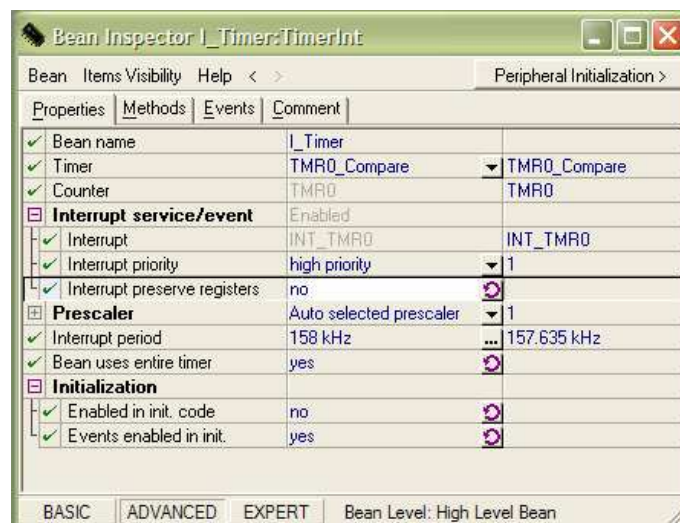 Bean Inspector I_Timer:TimerInt
Bean Items Visibility Help < > Peripheral Initialization >
Properties Methods Events Comment
Bean name I_Timer
Timer TMR0_Compare TMR0_Compare
Counter TMR0 TMR0
Interrupt service/event Enabled
Interrupt INT_TMR0 INT_TMR0
Interrupt priority high priority 1
Interrupt preserve registers no
Prescaler Auto selected prescaler 1
Interrupt period 158 kHz ... 157.635 kHz
Bean uses entire timer yes
Initialization
Enabled in init. code no
Events enabled in init. yes
BASIC ADVANCED EXPERT Bean Level: High Level Bean